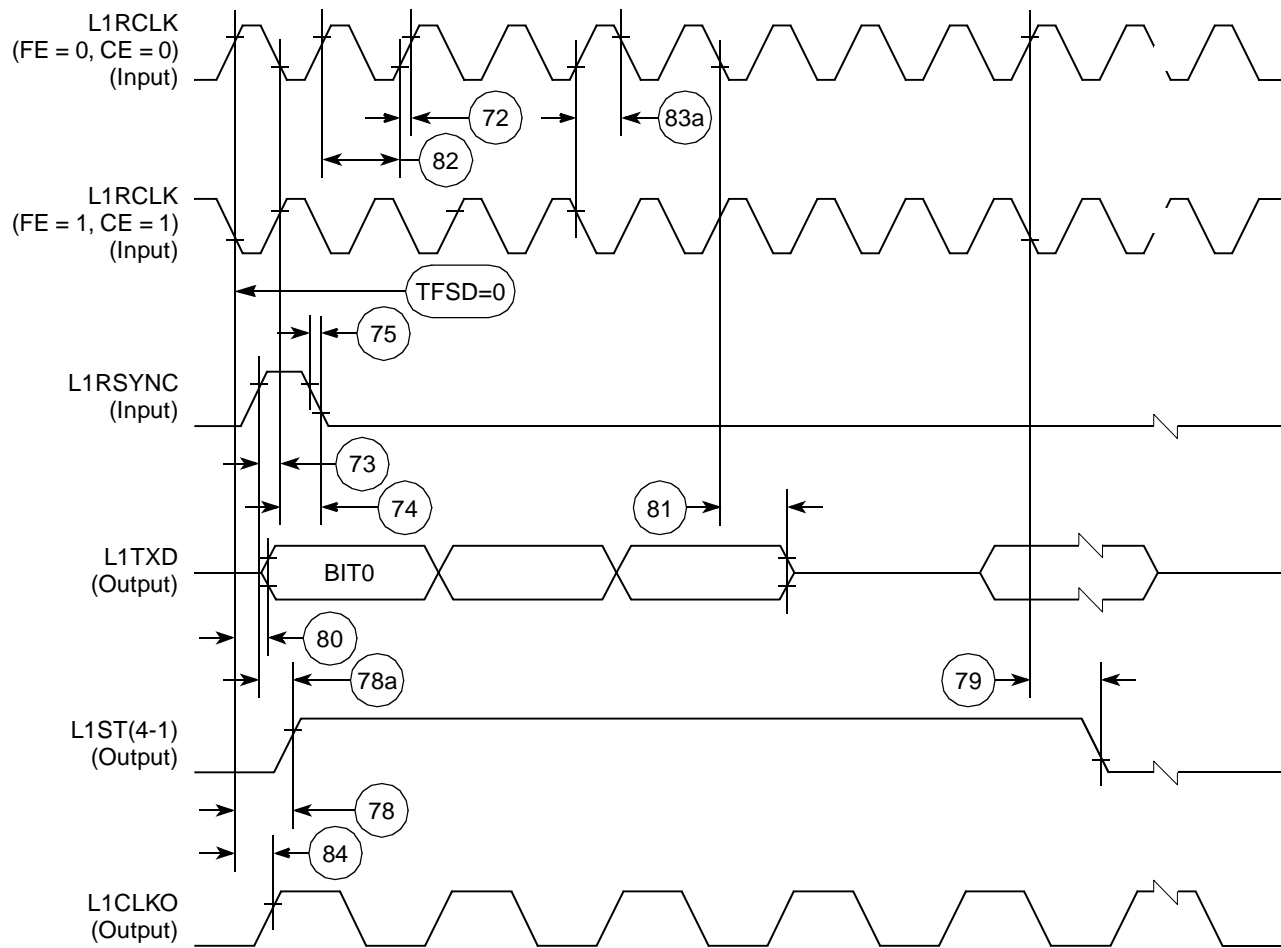 L1RCLK
(FE = 0, CE = 0)
(Input)
72
83a
82
L1RCLK
(FE = 1, CE = 1)
(Input)
TFSD=0
75
L1RSYNC
(Input)
73
74
81
L1TXD
(Output)
BIT0
80
78a
79
L1ST(4-1)
(Output)
78
84
L1CLKO
(Output)